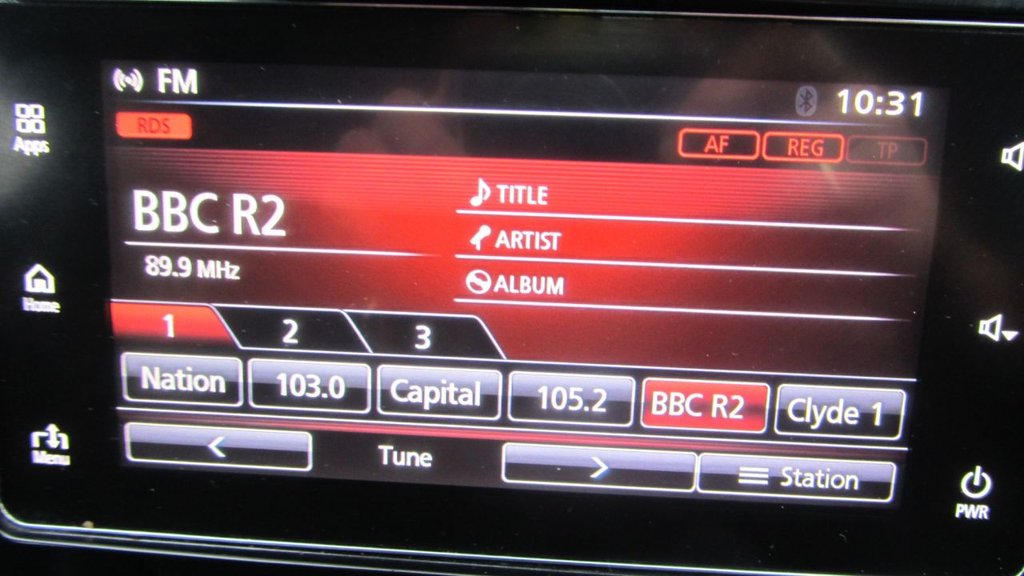 FM
10:31
Apps
RDS
AF REG TP
TITLE
BBC R2
ARTIST
89.9 MHz
ALBUM
Home
1 2 3
Nation 103.0 Capital 105.2 BBC R2 Clyde 1
Menu
< Tune > Station
PWR